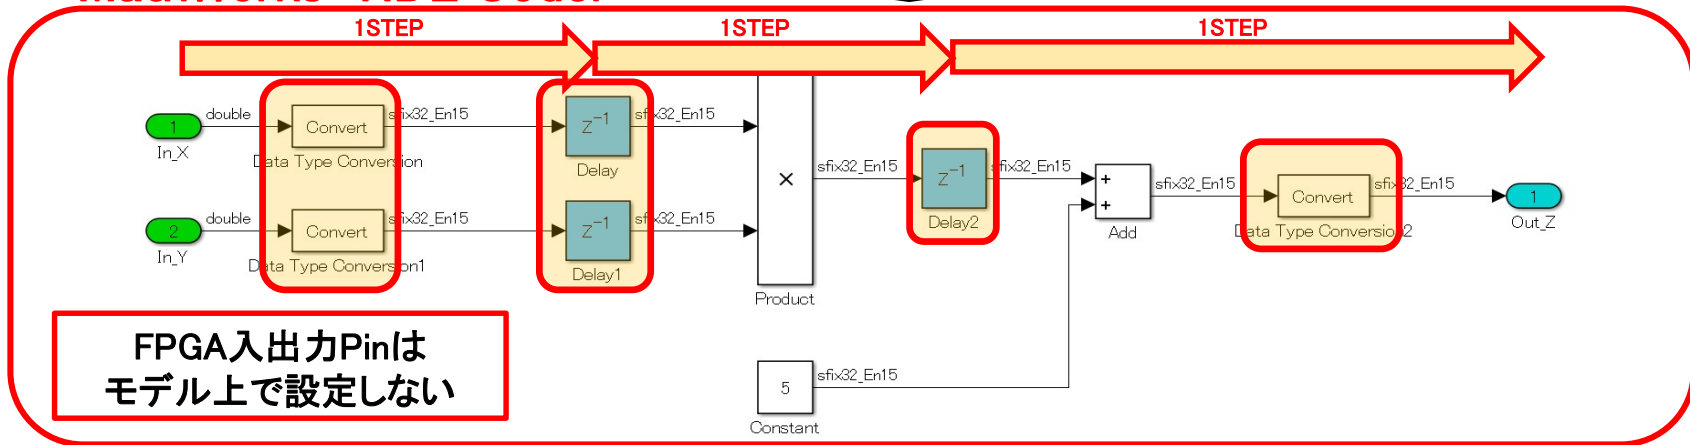 1STEP
1STEP
1STEP
double
sfix32_En15
sfix32_En15
1
Convert
Z⁻¹
In_X
Data Type Conversion
Delay
sfix32_En15
sfix32_En15
sfix32_En15
sfix32_En15
×
Z⁻¹
+
+
Convert
1
Delay2
Add
Data Type Conversion2
Out_Z
double
sfix32_En15
sfix32_En15
2
Convert
Z⁻¹
In_Y
Data Type Conversion1
Delay1
Product
FPGA入出力Pinは
モデル上で設定しない
5
sfix32_En15
Constant